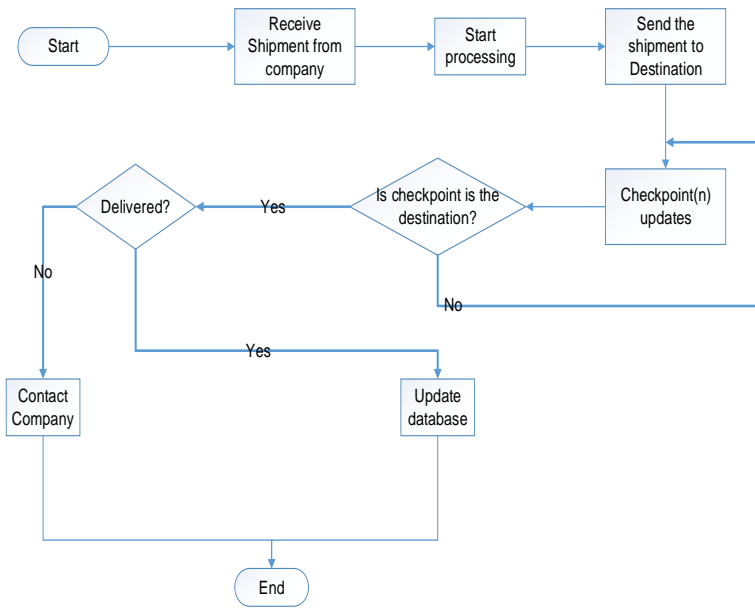 Start
Receive
Shipment from
company
Start
processing
Send the
shipment to
Destination
Delivered?
Yes
Is checkpoint is the
destination?
Checkpoint(n)
updates
No
No
Yes
Contact
Company
Update
database
End